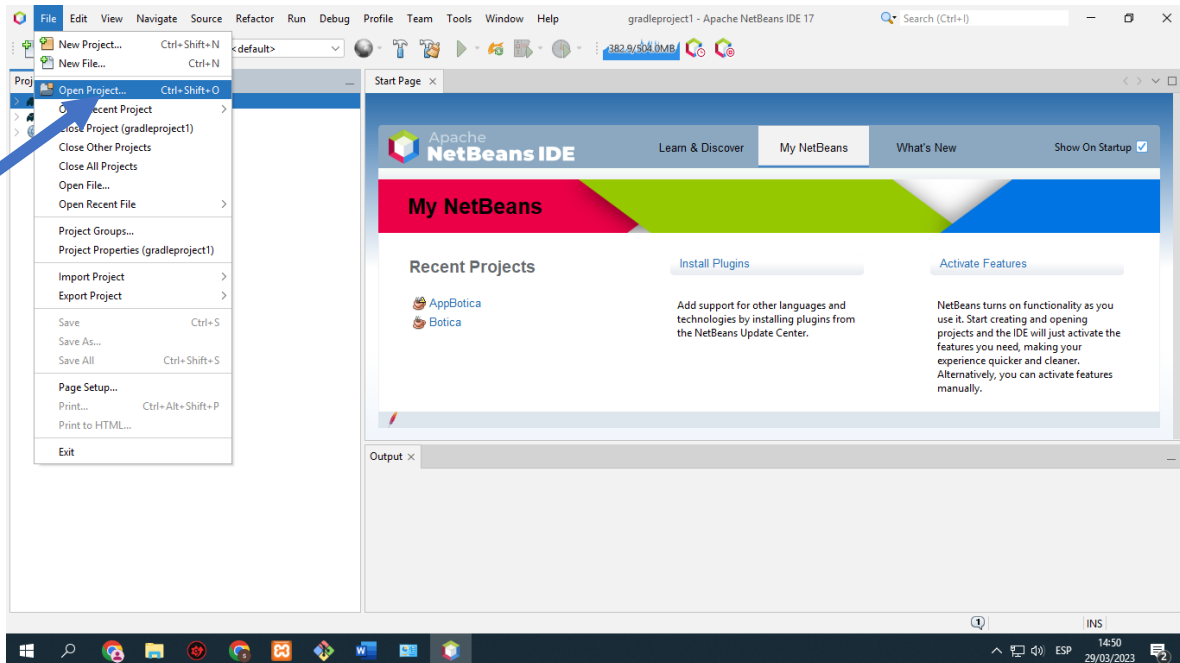 File Edit View Navigate Source Refactor Run Debug Profile Team Tools Window Help
gradleproject1 - Apache NetBeans IDE 17
Search (Ctrl+I)
<default>
382.9/504.0MB
New Project... Ctrl+Shift+N
New File... Ctrl+N
Open Project... Ctrl+Shift+O
Recent Project
Close Project (gradleproject1)
Close Other Projects
Close All Projects
Open File...
Open Recent File
Project Groups...
Project Properties (gradleproject1)
Import Project
Export Project
Save Ctrl+S
Save As...
Save All Ctrl+Shift+S
Page Setup...
Print... Ctrl+Alt+Shift+P
Print to HTML...
Exit
Proj
Start Page
Apache
NetBeans IDE
Learn & Discover
My NetBeans
What's New
Show On Startup
My NetBeans
Recent Projects
AppBotica
Botica
Install Plugins
Add support for other languages and
technologies by installing plugins from
the NetBeans Update Center.
Activate Features
NetBeans turns on functionality as you
use it. Start creating and opening
projects and the IDE will just activate the
features you need, making your
experience quicker and cleaner.
Alternatively, you can activate features
manually.
Output
1
INS
ESP
14:50
29/03/2023
2